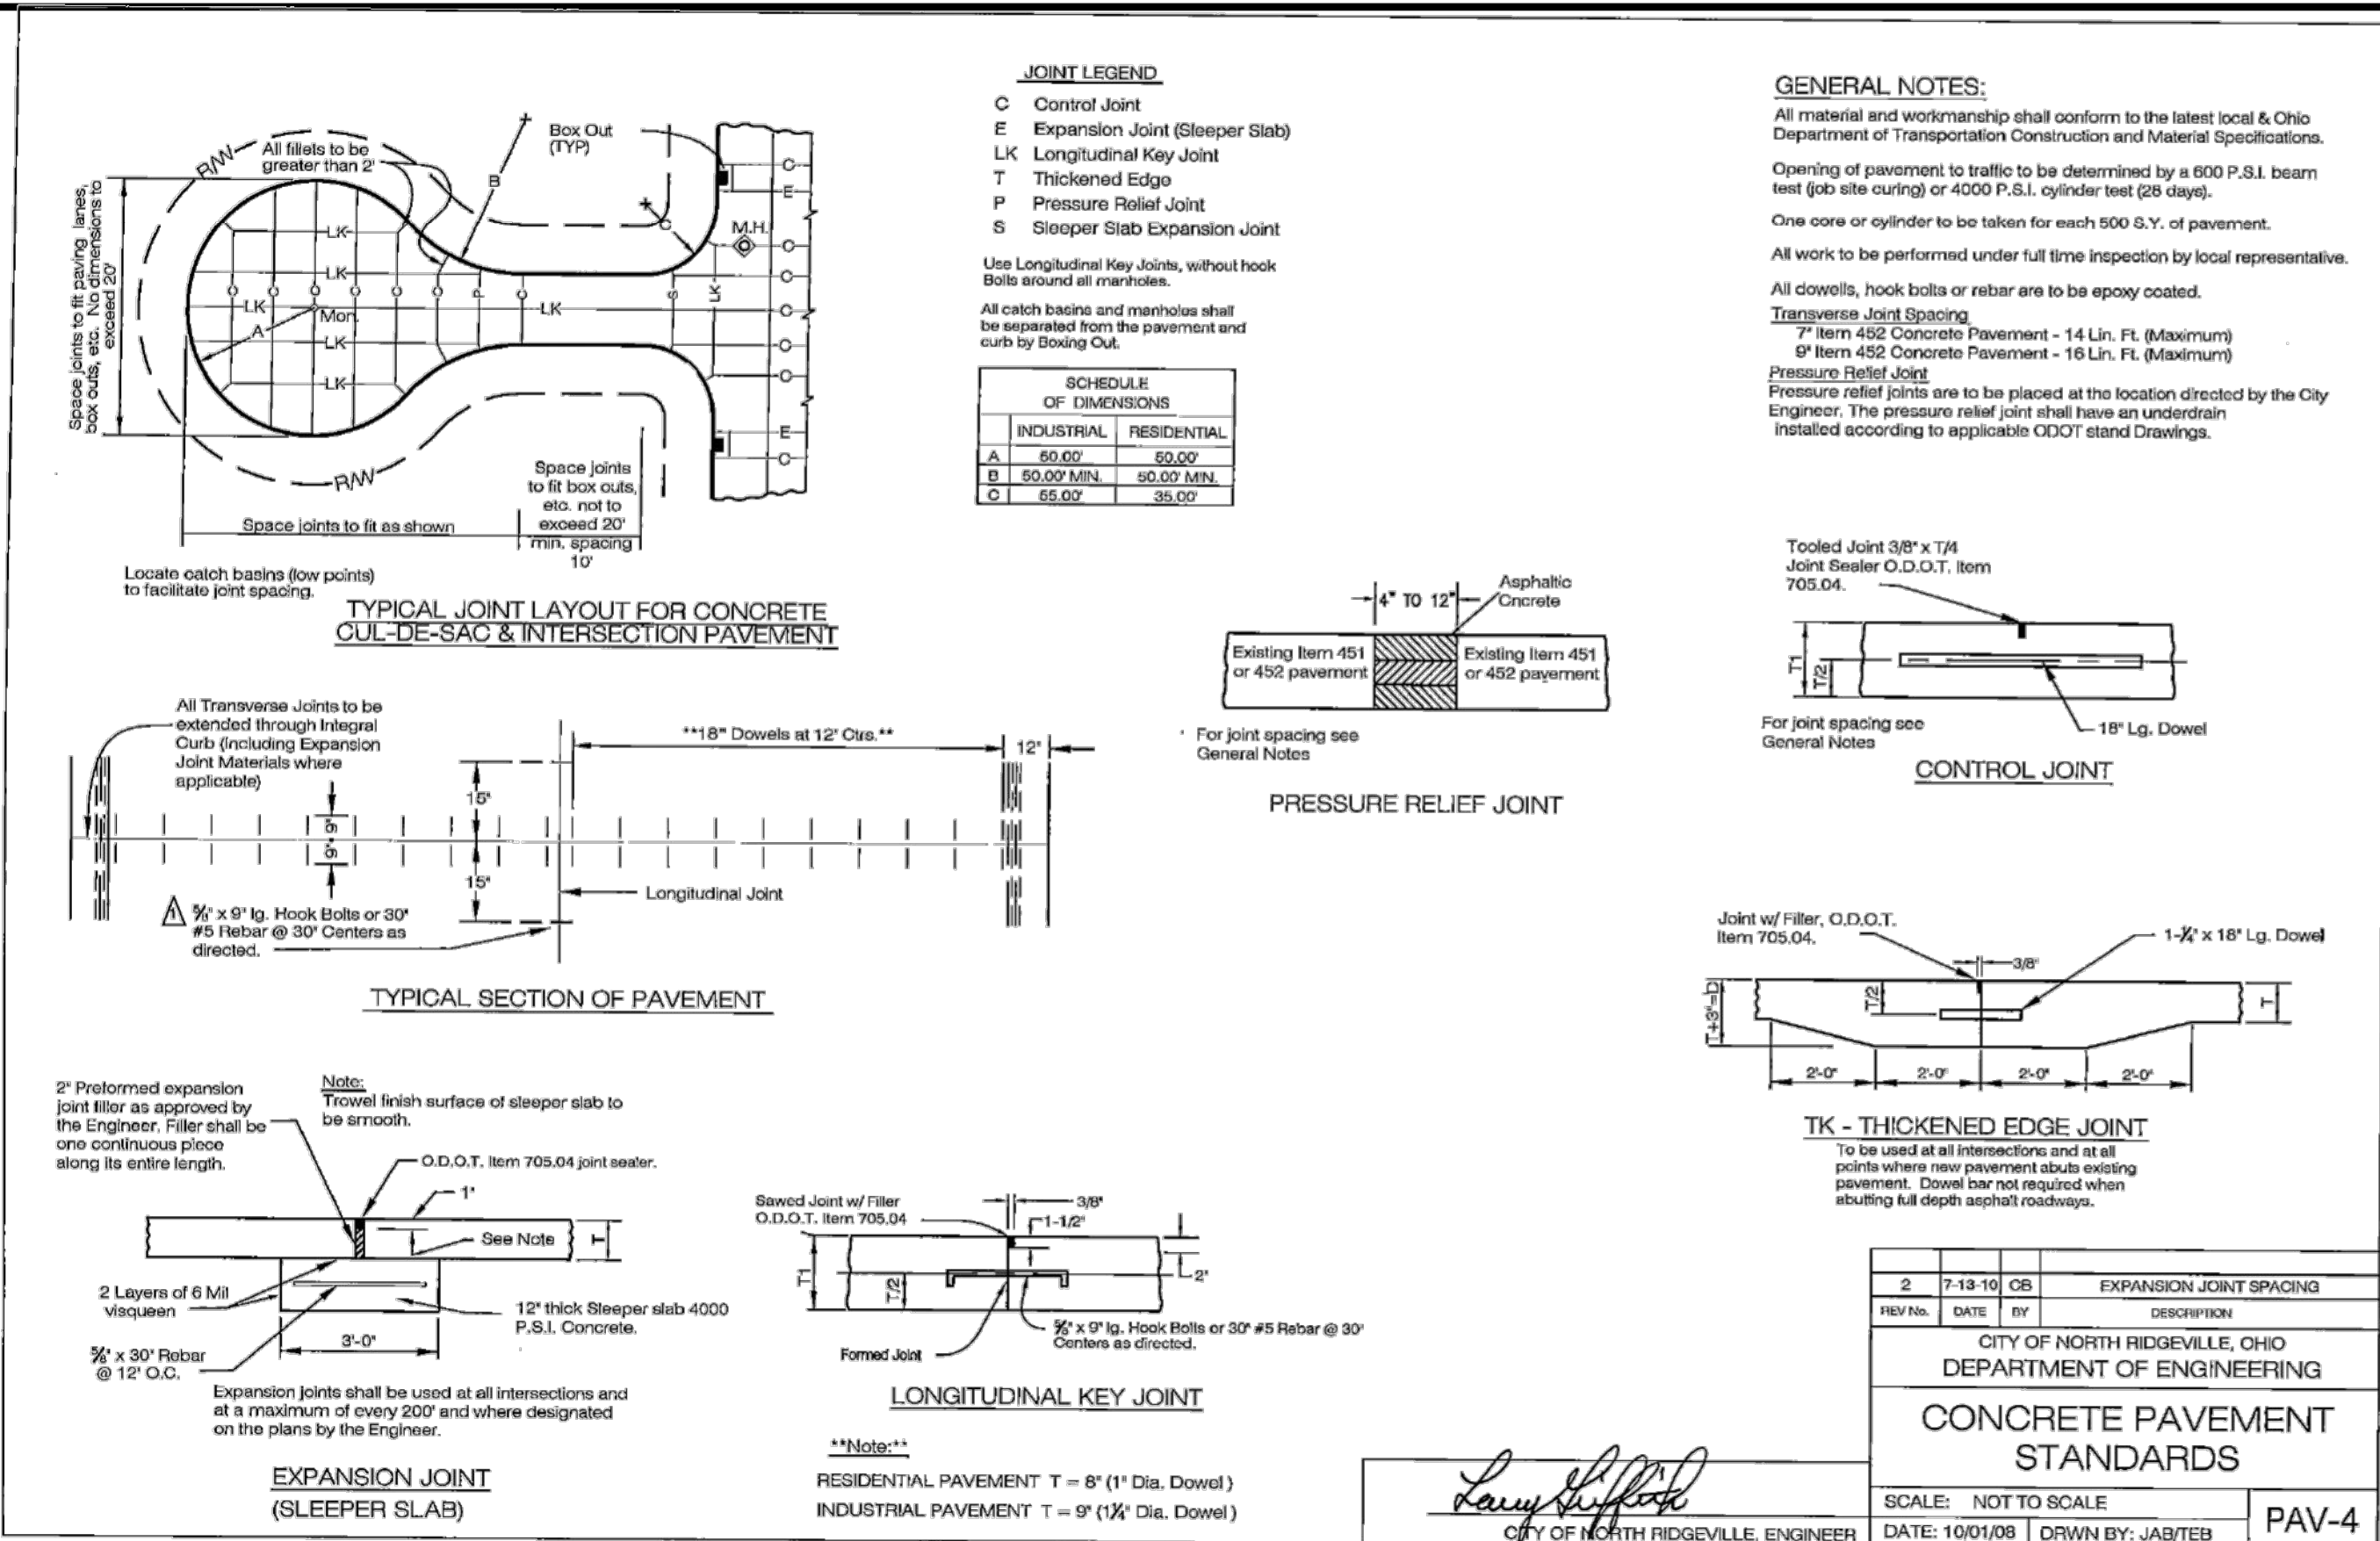 R/W
All fillets to be
greater than 2'
Box Out
(TYP)
B
C
E
C
M.H.
C
C
C
C
C
E
C
LK
LK
LK
LK
LK
LK
LK
C C C C C C P C
S
LK
Mon.
A
R/W
Space joints to fit paving lanes,
box outs, etc. No dimensions to
exceed 20'
Space joints to fit as shown
Space joints
to fit box outs,
etc. not to
exceed 20'
min. spacing
10'
Locate catch basins (low points)
to facilitate joint spacing.
TYPICAL JOINT LAYOUT FOR CONCRETE
CUL-DE-SAC & INTERSECTION PAVEMENT
JOINT LEGEND
C Control Joint
E Expansion Joint (Sleeper Slab)
LK Longitudinal Key Joint
T Thickened Edge
P Pressure Relief Joint
S Sleeper Slab Expansion Joint
Use Longitudinal Key Joints, without hook
Bolls around all manholes.
All catch basins and manholes shall
be separated from the pavement and
curb by Boxing Out.
SCHEDULE
OF DIMENSIONS
INDUSTRIAL RESIDENTIAL
A 60.00' 50.00'
B 50.00' MIN. 50.00' MIN.
C 55.00' 35.00'
GENERAL NOTES:
All material and workmanship shall conform to the latest local & Ohio
Department of Transportation Construction and Material Specifications.
Opening of pavement to traffic to be determined by a 600 P.S.I. beam
test (job site curing) or 4000 P.S.I. cylinder test (28 days).
One core or cylinder to be taken for each 500 S.Y. of pavement.
All work to be performed under full time inspection by local representative.
All dowells, hook bolts or rebar are to be epoxy coated.
Transverse Joint Spacing
7" Item 452 Concrete Pavement - 14 Lin. Ft. (Maximum)
9" Item 452 Concrete Pavement - 16 Lin. Ft. (Maximum)
Pressure Relief Joint
Pressure relief joints are to be placed at the location directed by the City
Engineer. The pressure relief joint shall have an underdrain
installed according to applicable ODOT stand Drawings.
All Transverse Joints to be
extended through Integral
Curb (including Expansion
Joint Materials where
applicable)
**18" Dowels at 12" Ctrs.**
12"
15"
15"
9" 9"
Longitudinal Joint
1 5/8" x 9" lg. Hook Bolts or 30"
#5 Rebar @ 30" Centers as
directed.
TYPICAL SECTION OF PAVEMENT
4" TO 12"
Asphaltic
Cncrete
Existing Item 451
or 452 pavement
Existing Item 451
or 452 pavement
For joint spacing see
General Notes
PRESSURE RELIEF JOINT
Tooled Joint 3/8" x T/4
Joint Sealer O.D.O.T. Item
705.04.
T1
T/2
For joint spacing see
General Notes
18" Lg. Dowel
CONTROL JOINT
Joint w/ Filler, O.D.O.T.
Item 705.04.
1-1/4" x 18" Lg. Dowel
3/8"
T/2
T+3"=b
T
2'-0" 2'-0" 2'-0" 2'-0"
TK - THICKENED EDGE JOINT
To be used at all intersections and at all
points where new pavement abuts existing
pavement. Dowel bar not required when
abutting full depth asphalt roadways.
2" Preformed expansion
joint filler as approved by
the Engineer, Filler shall be
one continuous piece
along its entire length.
Note:
Trowel finish surface of sleeper slab to
be smooth.
O.D.O.T. Item 705.04 joint sealer.
1"
See Note
T
2 Layers of 6 Mil
visqueen
12" thick Sleeper slab 4000
P.S.I. Concrete.
3'-0"
5/8" x 30" Rebar
@ 12" O.C.
Expansion joints shall be used at all intersections and
at a maximum of every 200' and where designated
on the plans by the Engineer.
EXPANSION JOINT
(SLEEPER SLAB)
Sawed Joint w/ Filler
O.D.O.T. Item 705.04
3/8"
1-1/2"
2"
T1
T/2
5/8" x 9" lg. Hook Bolls or 30" #5 Rebar @ 30"
Centers as directed.
Formed Joint
LONGITUDINAL KEY JOINT
**Note:**
RESIDENTIAL PAVEMENT T = 8" (1" Dia. Dowel)
INDUSTRIAL PAVEMENT T = 9" (1¼" Dia. Dowel)
Larry Griffith
CITY OF NORTH RIDGEVILLE, ENGINEER
2 7-13-10 CB EXPANSION JOINT SPACING
REV No. DATE BY DESCRIPTION
CITY OF NORTH RIDGEVILLE, OHIO
DEPARTMENT OF ENGINEERING
CONCRETE PAVEMENT
STANDARDS
SCALE: NOT TO SCALE
DATE: 10/01/08 DRWN BY: JAB/TEB
PAV-4